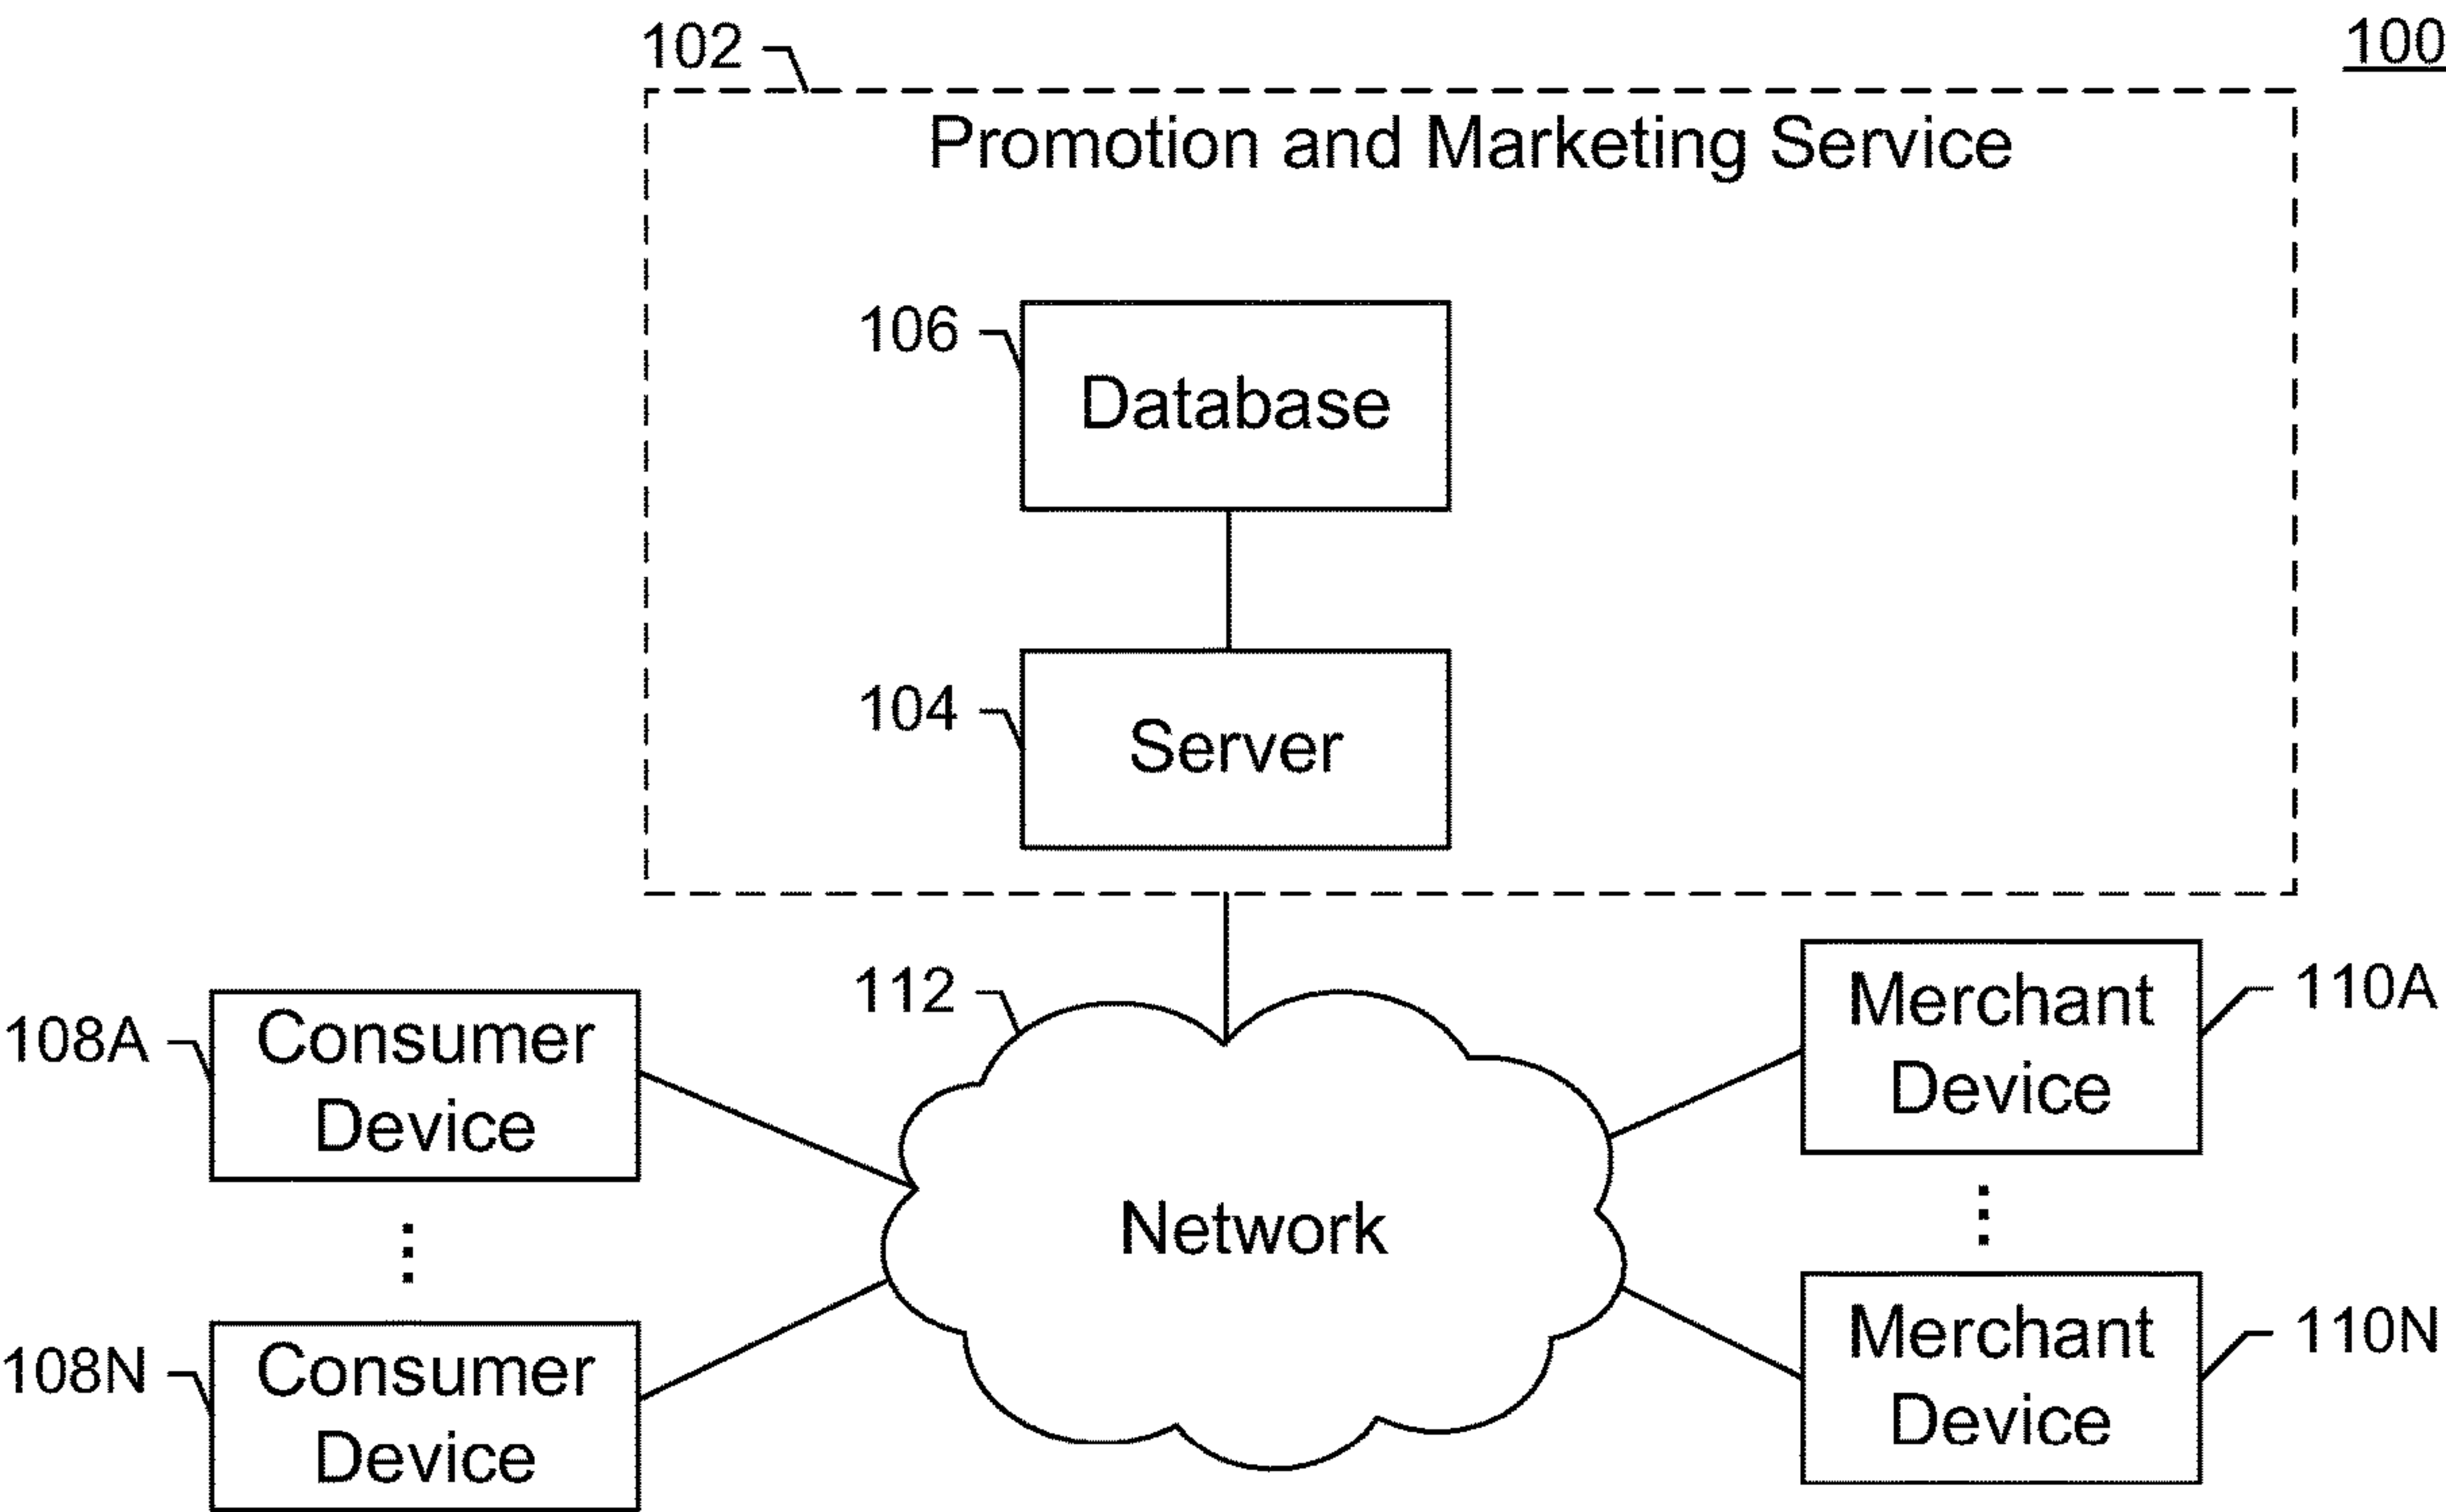 102
100
Promotion and Marketing Service
106
Database
104
Server
112
108A
Consumer
Device
108N
Consumer
Device
Network
Merchant
Device
110A
Merchant
Device
110N